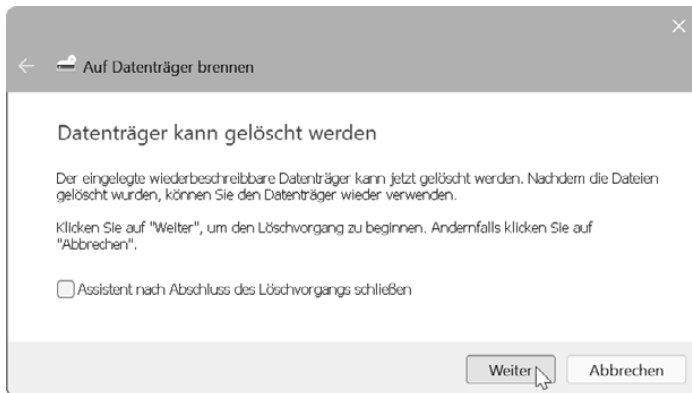 Auf Datenträger brennen
Datenträger kann gelöscht werden
Der eingelegte wiederbeschreibbare Datenträger kann jetzt gelöscht werden. Nachdem die Dateien
gelöscht wurden, können Sie den Datenträger wieder verwenden.
Klicken Sie auf "Weiter", um den Löschvorgang zu beginnen. Andernfalls klicken Sie auf
"Abbrechen".
Assistent nach Abschluss des Löschvorgangs schließen
Weiter Abbrechen